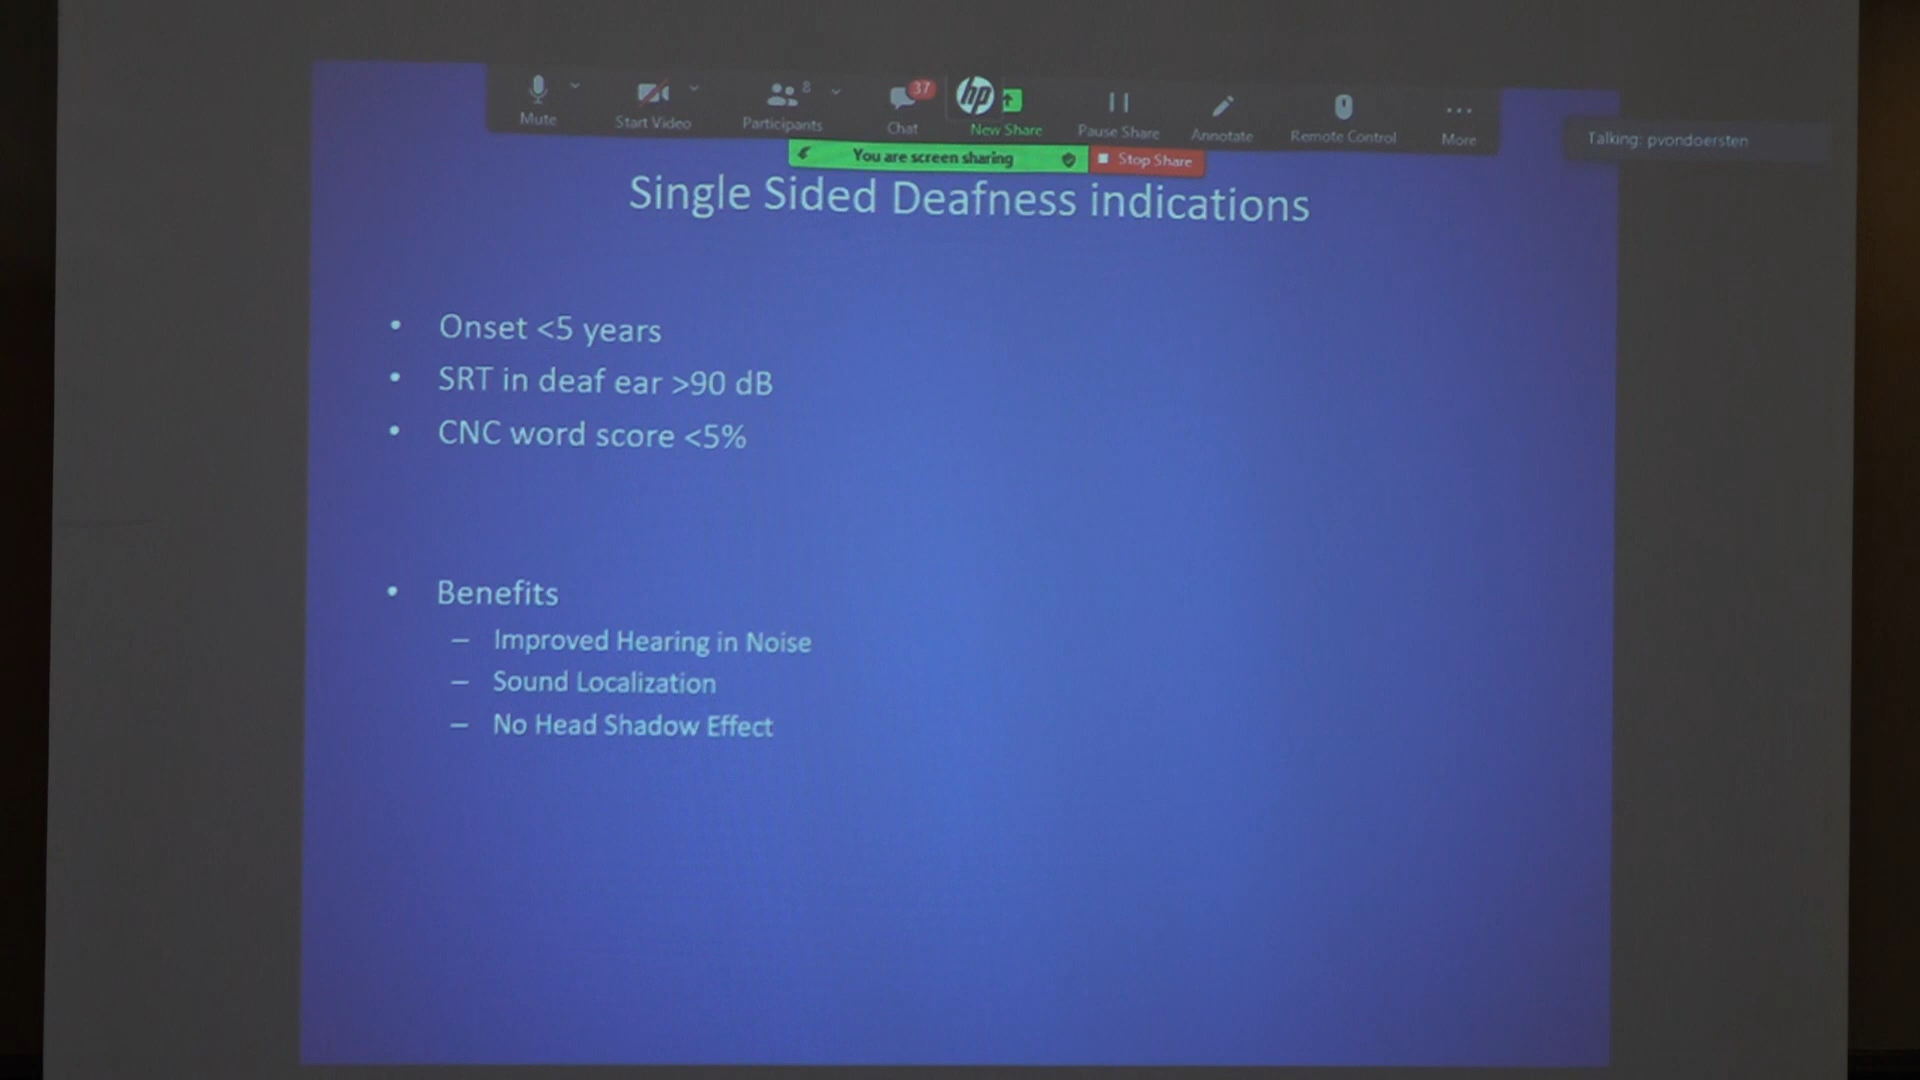 Mute
Start Video
8
Participants
37
Chat
hp
New Share
Pause Share
Annotate
Remote Control
More
Talking: pvondoersten
You are screen sharing
Stop Share
Single Sided Deafness indications
• Onset <5 years
• SRT in deaf ear >90 dB
• CNC word score <5%
• Benefits
– Improved Hearing in Noise
– Sound Localization
– No Head Shadow Effect